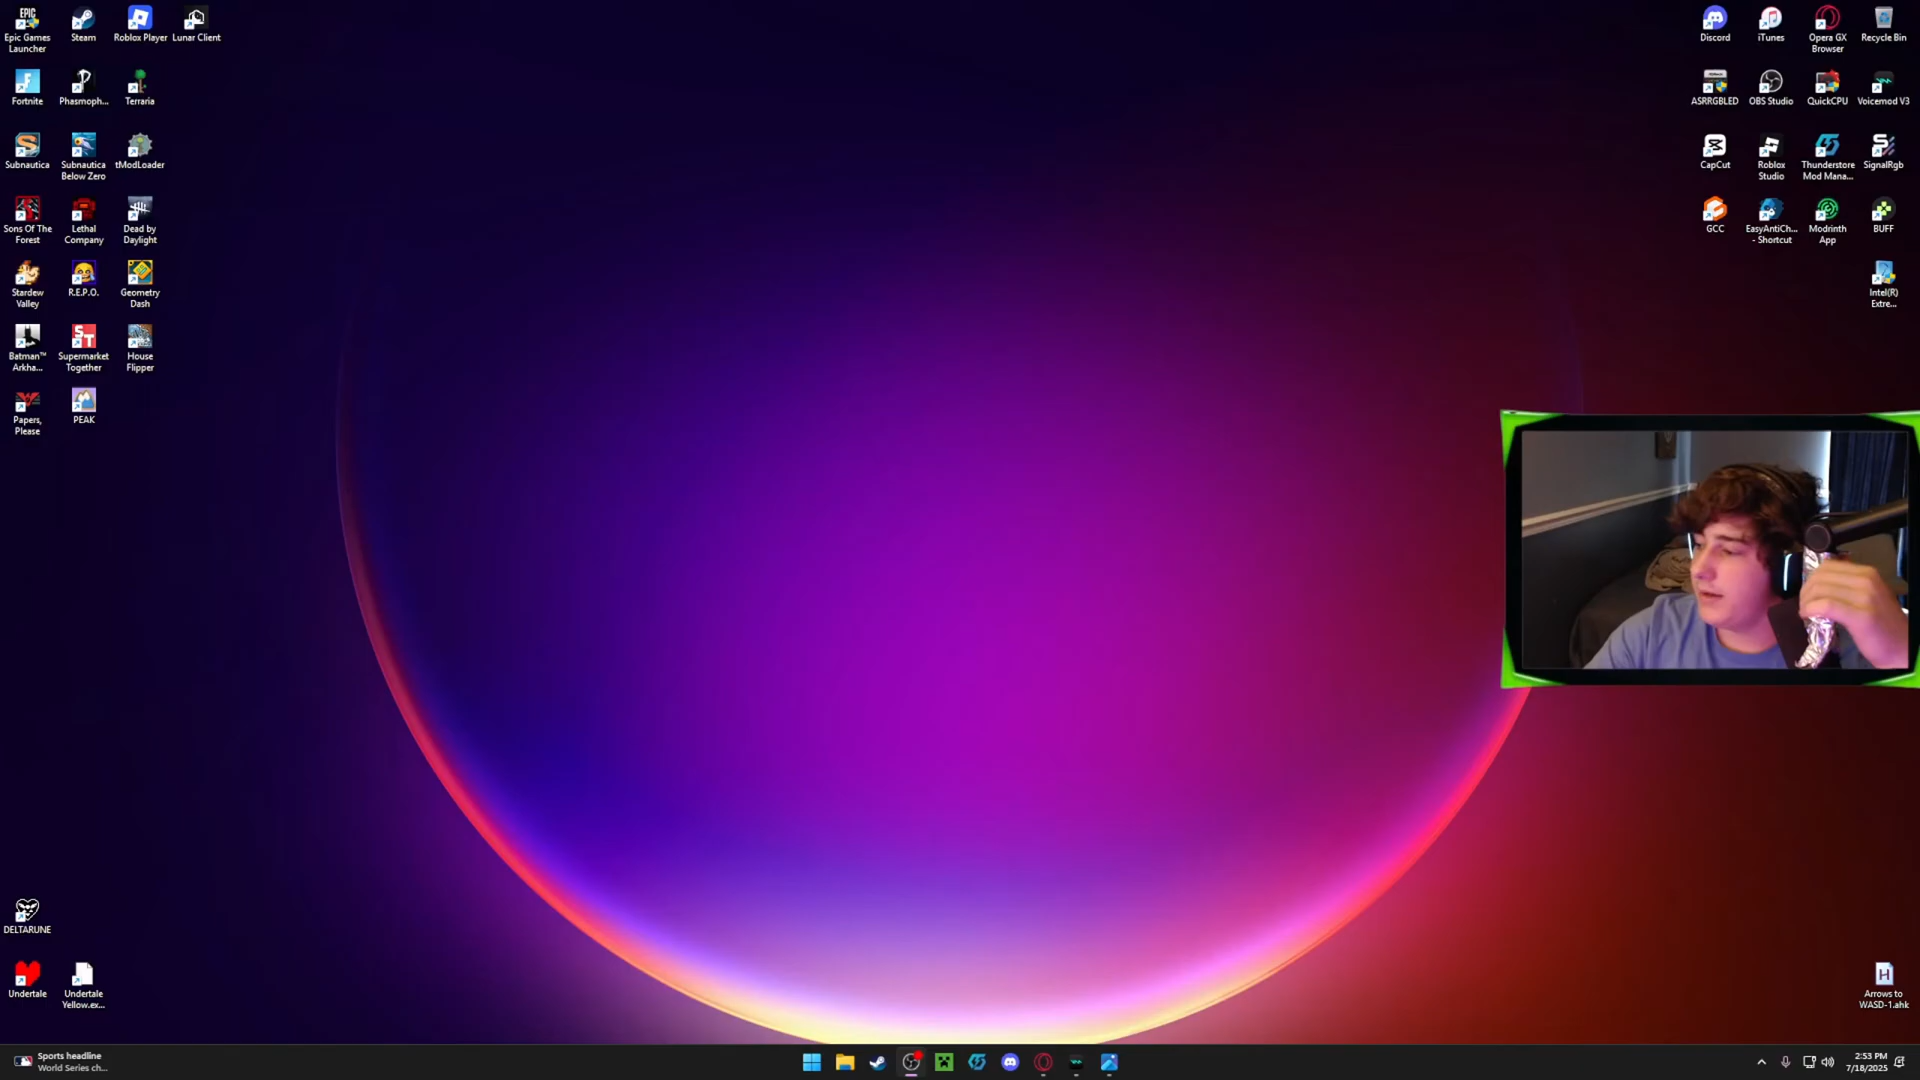 EPIC
Epic Games
Launcher
Steam
Roblox Player
Lunar Client
Fortnite
Phasmoph...
Terraria
Subnautica
Subnautica
Below Zero
tModLoader
Sons Of The
Forest
Lethal
Company
Dead by
Daylight
Stardew
Valley
R.E.P.O.
Geometry
Dash
Batman™
Arkha...
ST
Supermarket
Together
House
Flipper
Papers,
Please
PEAK
DELTARUNE
Undertale
Undertale
Yellow.ex...
Discord
iTunes
Opera GX
Browser
Recycle Bin
ASRRGBLED
OBS Studio
QuickCPU
Voicemod V3
CapCut
Roblox
Studio
Thunderstore
Mod Mana...
SignalRgb
GCC
EasyAntiCh...
- Shortcut
Modrinth
App
BUFF
Intel(R)
Extre...
H
Arrows to
WASD-1.ahk
Sports headline
World Series ch...
2:53 PM
7/18/2025